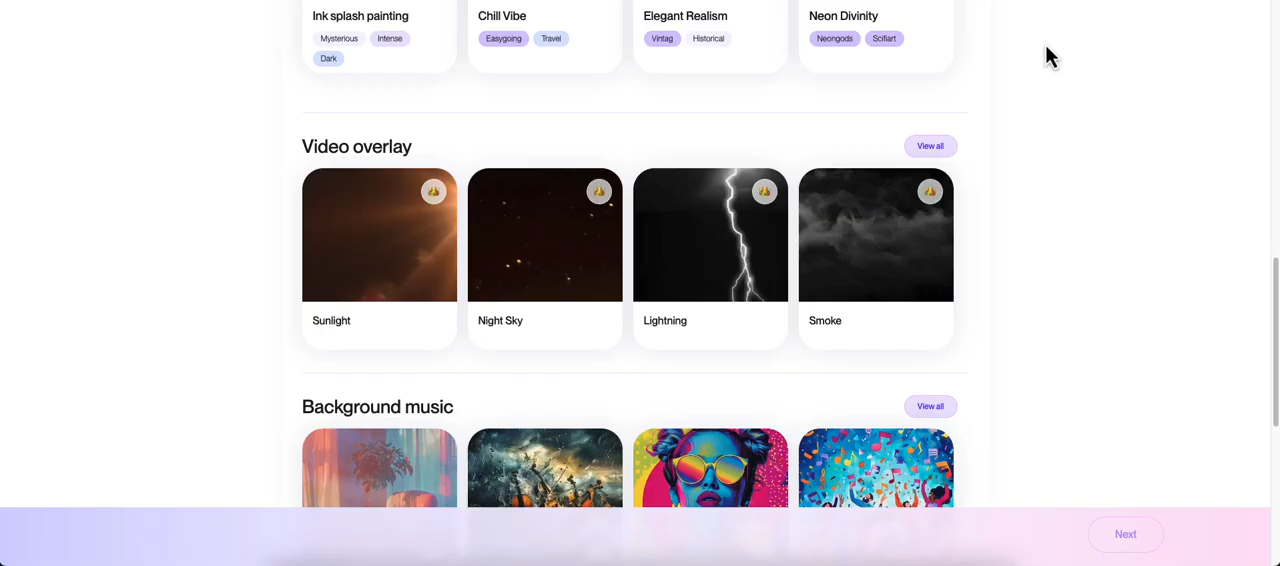 Ink splash painting
Mysterious
Intense
Dark
Chill Vibe
Easygoing
Travel
Elegant Realism
Vintag
Historical
Neon Divinity
Neongods
Scifiart
Video overlay
View all
Sunlight
Night Sky
Lightning
Smoke
Background music
View all
Next